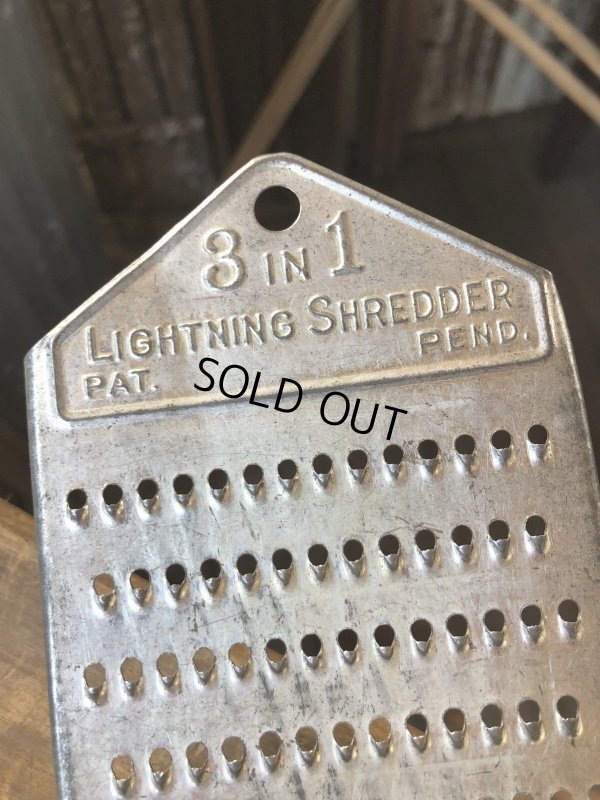 3 IN 1
LIGHTNING SHREDDER
PAT. PEND.
SOLD OUT